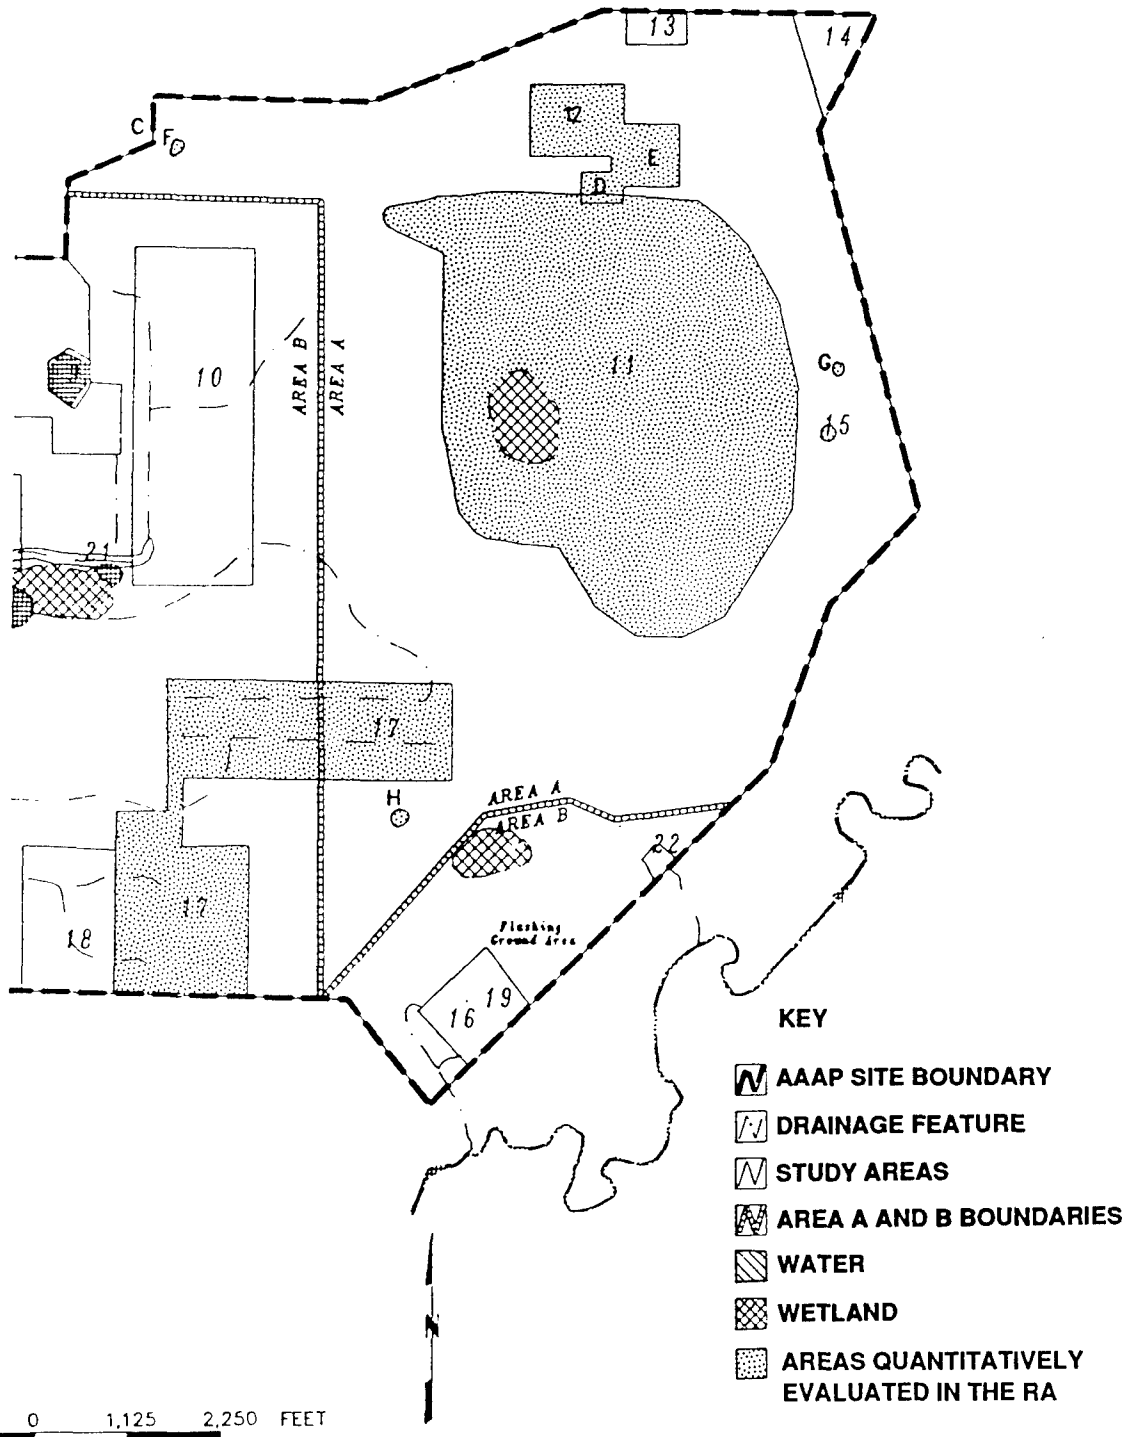 13
14
12
C
F
E
D
AREA B
AREA A
11
G
10
9
15
21
17
H
AREA A
AREA B
22
17
18
Flashing
Ground Area
19
16
KEY
AAAP SITE BOUNDARY
DRAINAGE FEATURE
STUDY AREAS
AREA A AND B BOUNDARIES
WATER
WETLAND
AREAS QUANTITATIVELY
EVALUATED IN THE RA
N
0 1,125 2,250 FEET